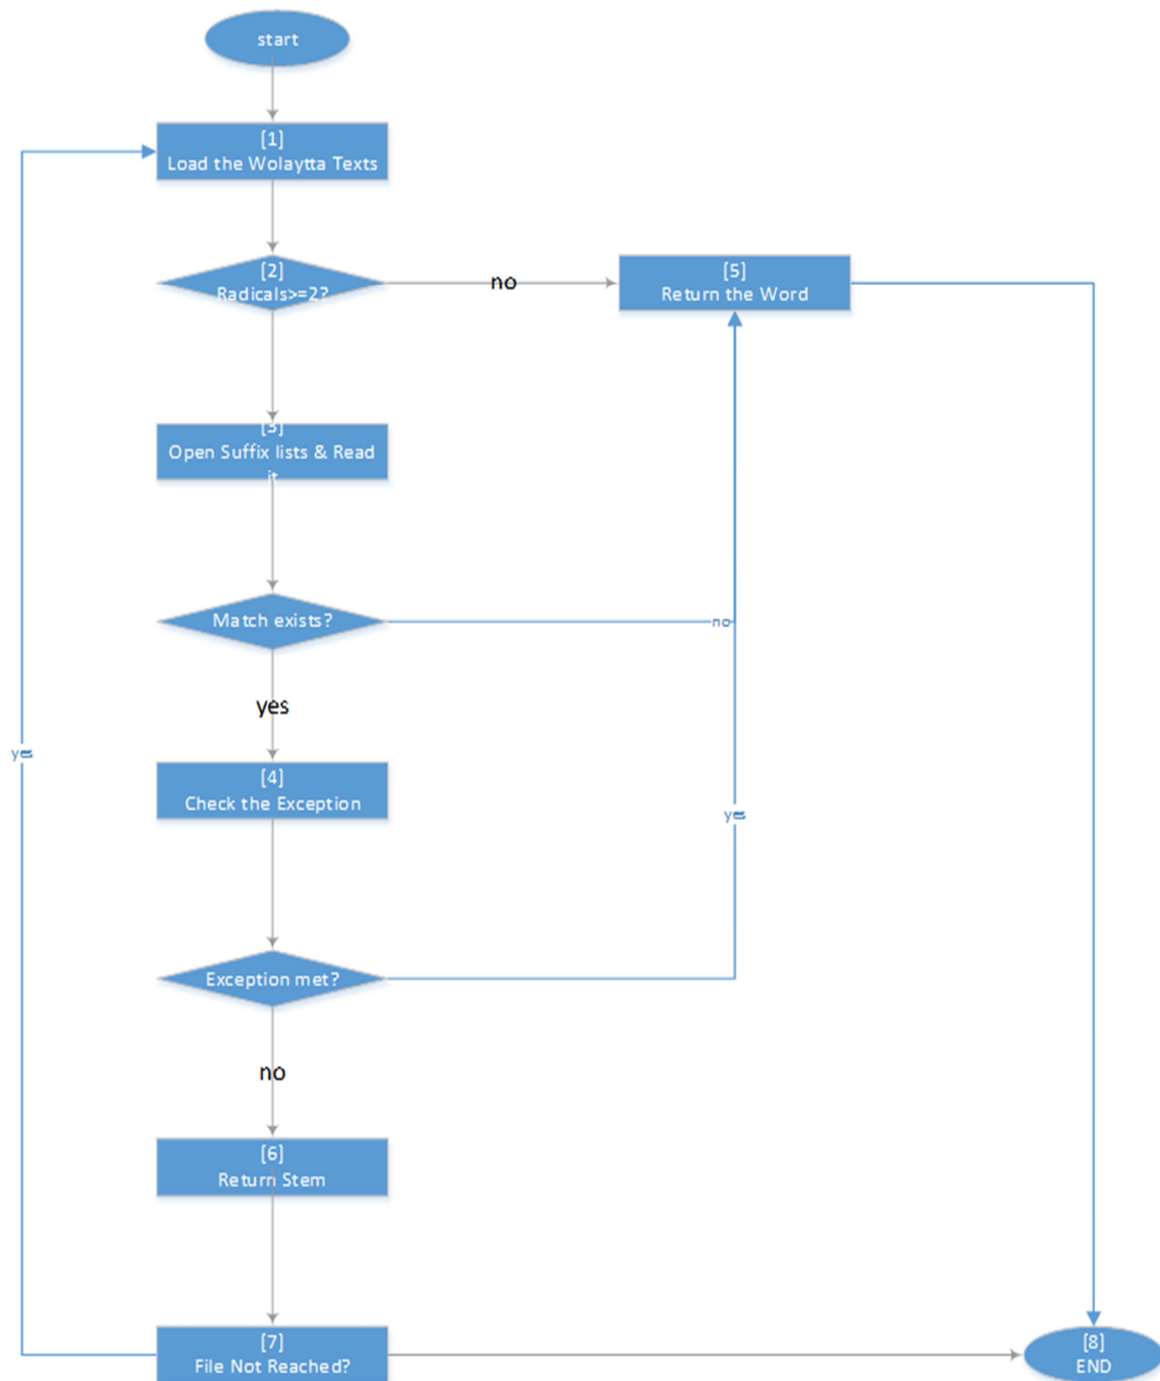 start
[1]
Load the Wolaytta Texts
[2]
Radicals>=2?
no
[5]
Return the Word
[3]
Open Suffix lists & Read
it
Match exists?
no
yes
yes
[4]
Check the Exception
yes
Exception met?
no
[6]
Return Stem
[7]
File Not Reached?
[8]
END